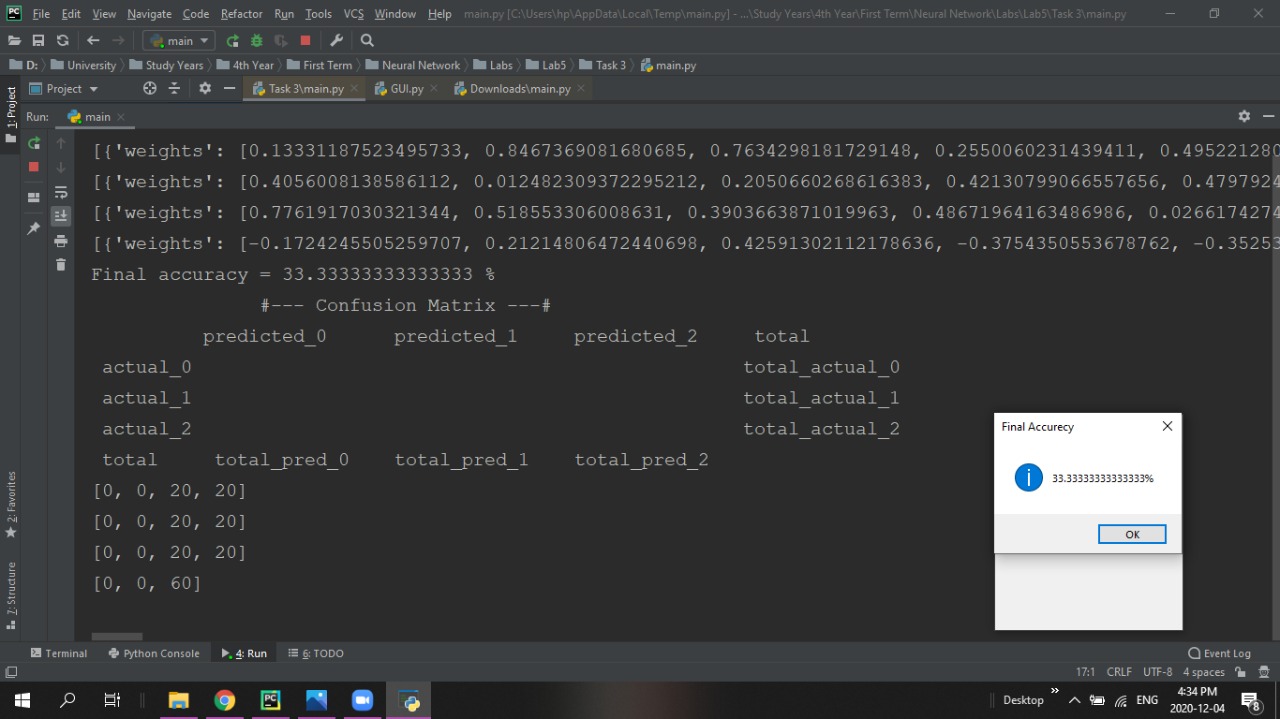 File Edit View Navigate Code Refactor Run Tools VCS Window Help main.py [C:\Users\hp\AppData\Local\Temp\main.py] - ...\Study Years\4th Year\First Term\Neural Network\Labs\Lab5\Task 3\main.py
main
D: University Study Years 4th Year First Term Neural Network Labs Lab5 Task 3 main.py
Project Task 3\main.py GUI.py Downloads\main.py
1: Project
Run: main
[{'weights': [0.13331187523495733, 0.8467369081680685, 0.7634298181729148, 0.2550060231439411, 0.495221280
[{'weights': [0.4056008138586112, 0.012482309372295212, 0.2050660268616383, 0.42130799066557656, 0.4797924
[{'weights': [0.7761917030321344, 0.518553306008631, 0.3903663871019963, 0.48671964163486986, 0.0266174274
[{'weights': [-0.1724245505259707, 0.21214806472440698, 0.42591302112178636, -0.3754350553678762, -0.35253
Final accuracy = 33.33333333333333 %
#--- Confusion Matrix ---#
predicted_0 predicted_1 predicted_2 total
actual_0 total_actual_0
actual_1 total_actual_1
actual_2 total_actual_2
total total_pred_0 total_pred_1 total_pred_2
[0, 0, 20, 20]
[0, 0, 20, 20]
[0, 0, 20, 20]
[0, 0, 60]
Final Accurecy
33.33333333333333%
OK
2: Favorites
7: Structure
Terminal Python Console 4: Run 6: TODO Event Log
17:1 CRLF UTF-8 4 spaces
Desktop ENG 4:34 PM
2020-12-04 8